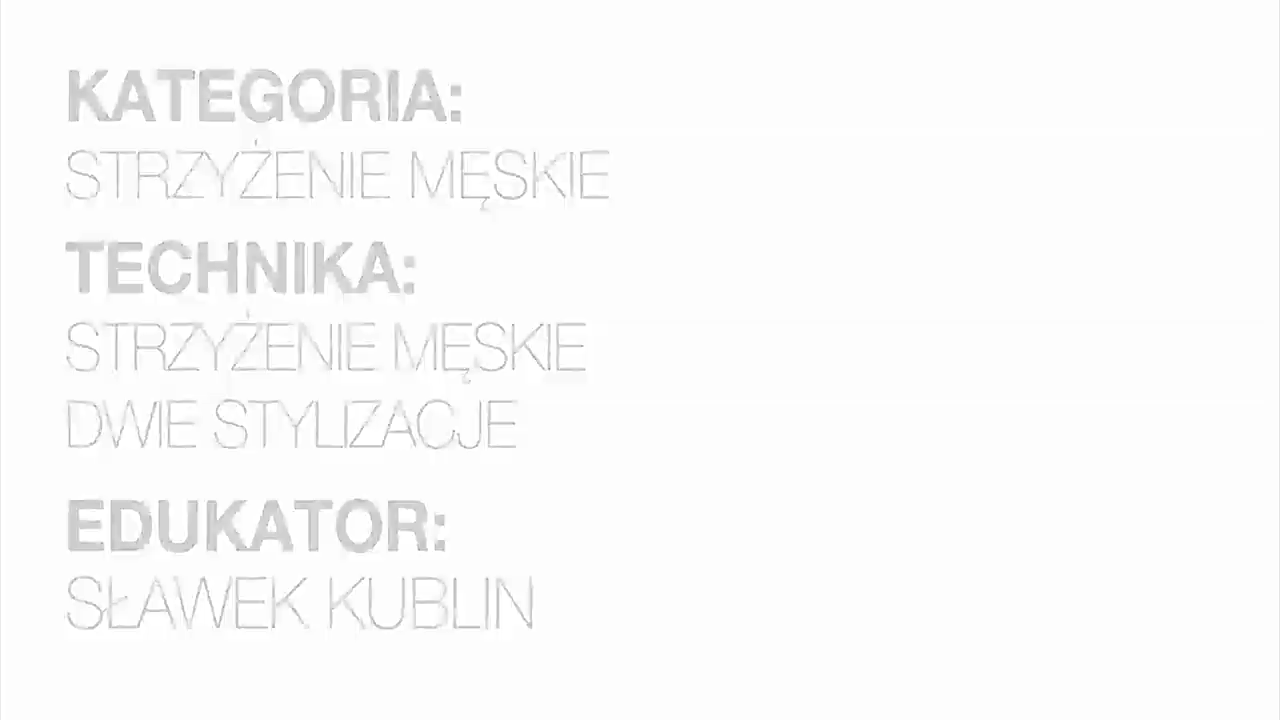 KATEGORIA:
STRZYŻENIE MĘSKIE
TECHNIKA:
STRZYŻENIE MĘSKIE
DWIE STYLIZACJE
EDUKATOR:
SŁAWEK KUBLIN